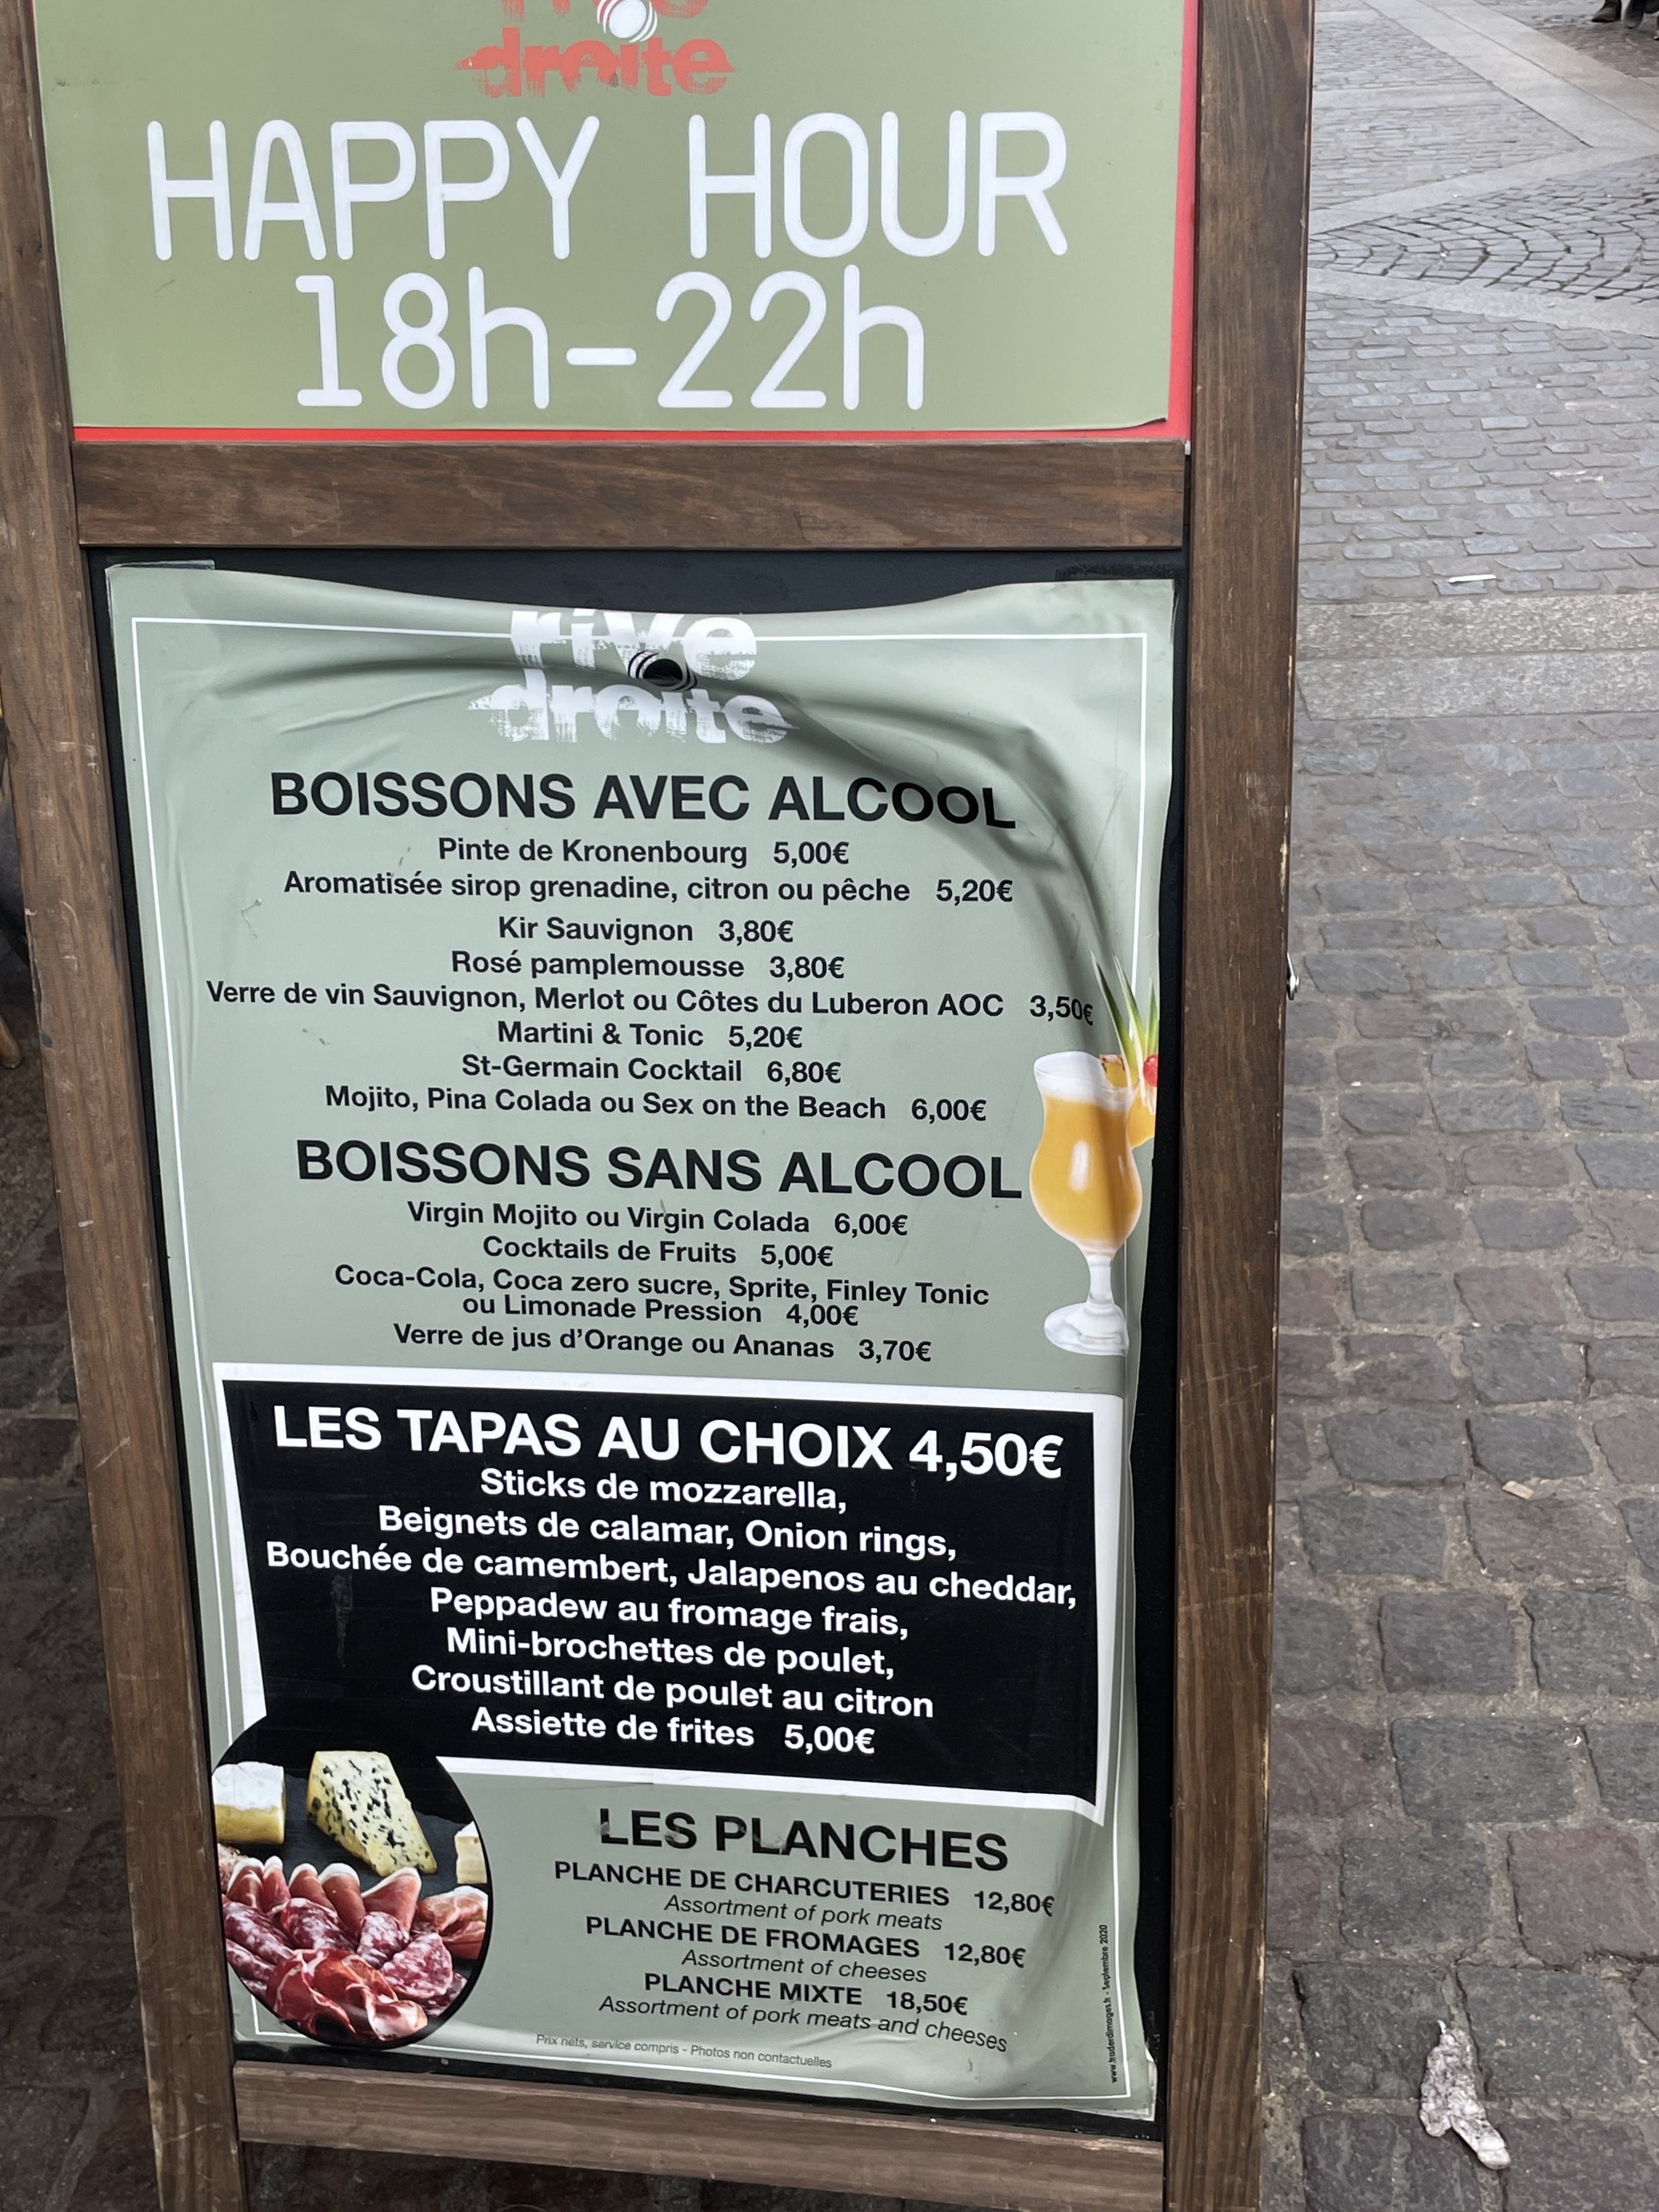 rive
droite
HAPPY HOUR
18h-22h
rive
droite
BOISSONS AVEC ALCOOL
Pinte de Kronenbourg 5,00€
Aromatisée sirop grenadine, citron ou pêche 5,20€
Kir Sauvignon 3,80€
Rosé pamplemousse 3,80€
Verre de vin Sauvignon, Merlot ou Côtes du Luberon AOC 3,50€
Martini & Tonic 5,20€
St-Germain Cocktail 6,80€
Mojito, Pina Colada ou Sex on the Beach 6,00€
BOISSONS SANS ALCOOL
Virgin Mojito ou Virgin Colada 6,00€
Cocktails de Fruits 5,00€
Coca-Cola, Coca zero sucre, Sprite, Finley Tonic
ou Limonade Pression 4,00€
Verre de jus d'Orange ou Ananas 3,70€
LES TAPAS AU CHOIX 4,50€
Sticks de mozzarella,
Beignets de calamar, Onion rings,
Bouchée de camembert, Jalapenos au cheddar,
Peppadew au fromage frais,
Mini-brochettes de poulet,
Croustillant de poulet au citron
Assiette de frites 5,00€
LES PLANCHES
PLANCHE DE CHARCUTERIES 12,80€
Assortment of pork meats
PLANCHE DE FROMAGES 12,80€
Assortment of cheeses
PLANCHE MIXTE 18,50€
Assortment of pork meats and cheeses
Prix nets, service compris - Photos non contactuelles
Septembre 2020